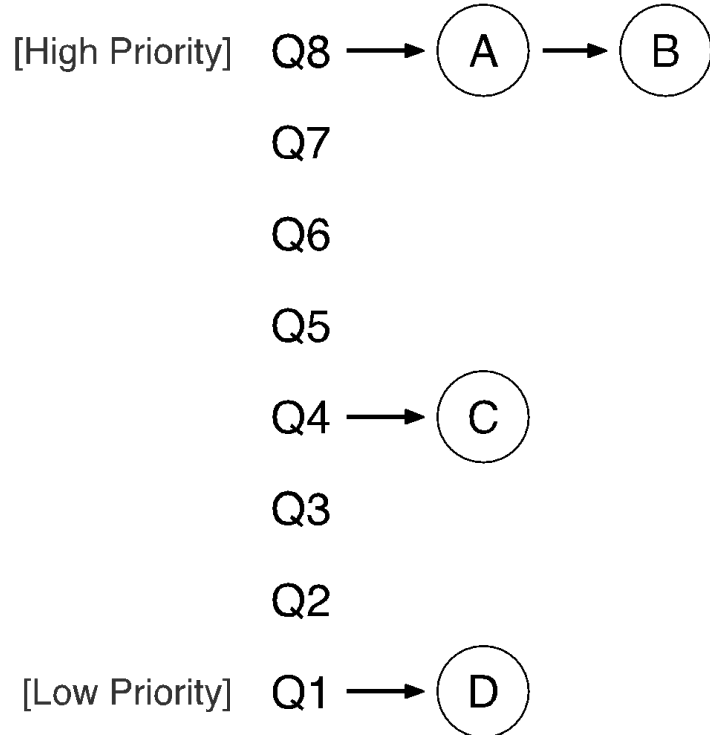 [High Priority] Q8 A B
Q7
Q6
Q5
Q4 C
Q3
Q2
[Low Priority] Q1 D